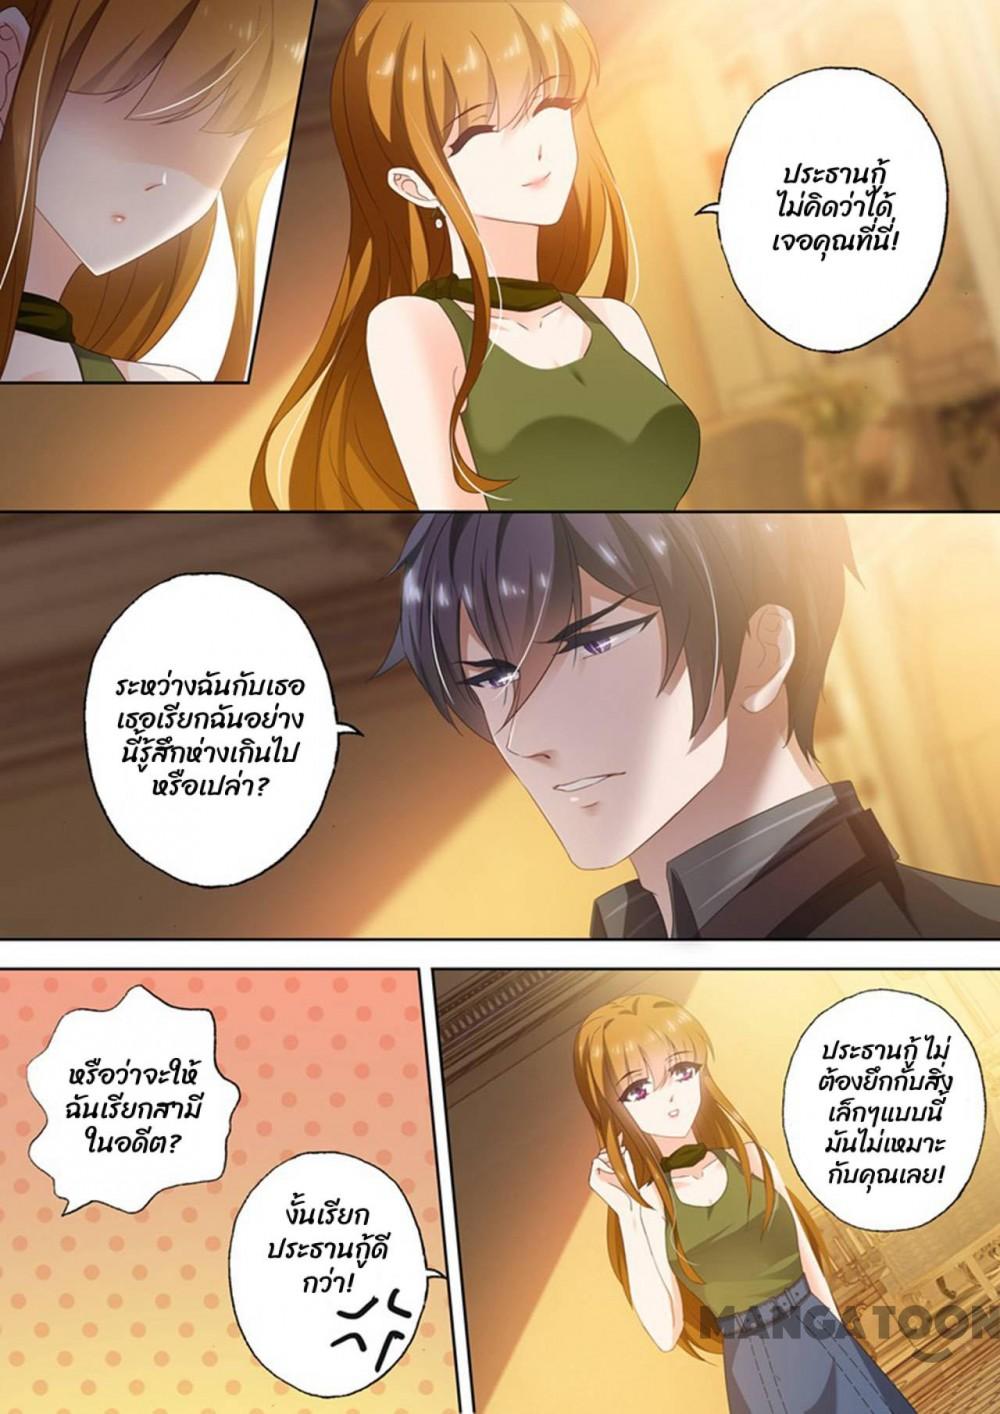 ประธานกู้
ไม่คิดว่าได้
เจอคุณที่นี่!
ระหว่างฉันกับเธอ
เธอเรียกฉันอย่าง
นี้รู้สึกห่างเกินไป
หรือเปล่า?
ประธานกู้ ไม่
ต้องยึกกับสิ่ง
เล็กๆแบบนี้
มันไม่เหมาะ
กับคุณเลย!
หรือว่าจะให้
ฉันเรียกสามี
ในอดีต?
งั้นเรียก
ประธานกู้ดี
กว่า!
MANGATOON